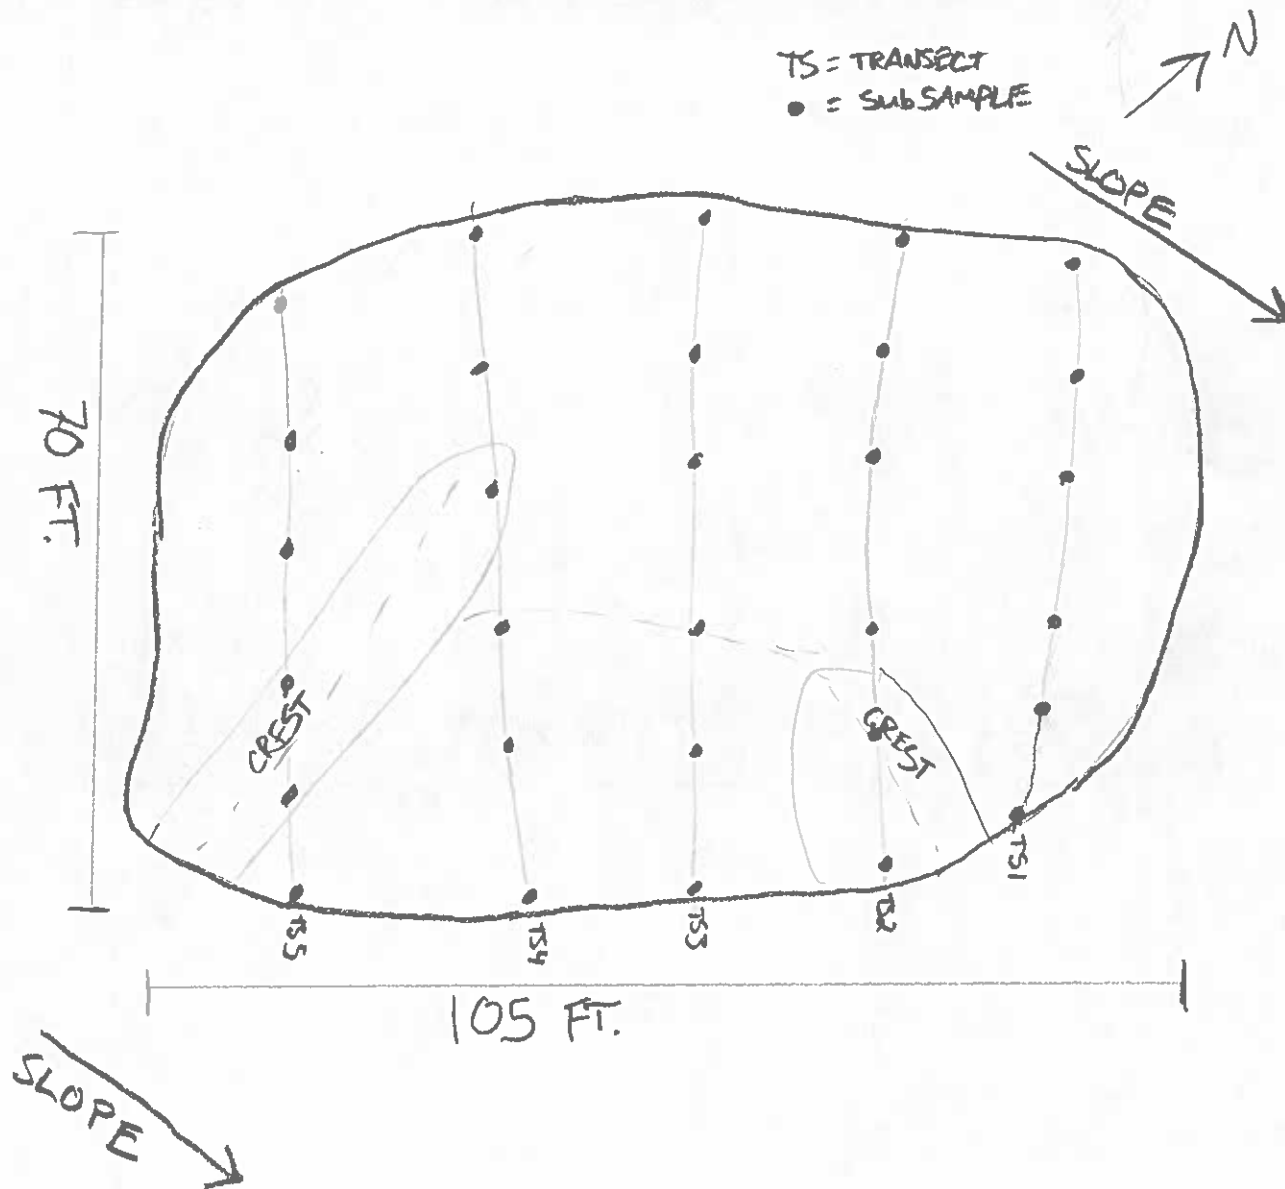 N
TS = TRANSECT
● = SubSAMPLE
SLOPE
70 FT.
CREST
CREST
TS1
TS2
TS3
TS4
TS5
105 FT.
SLOPE